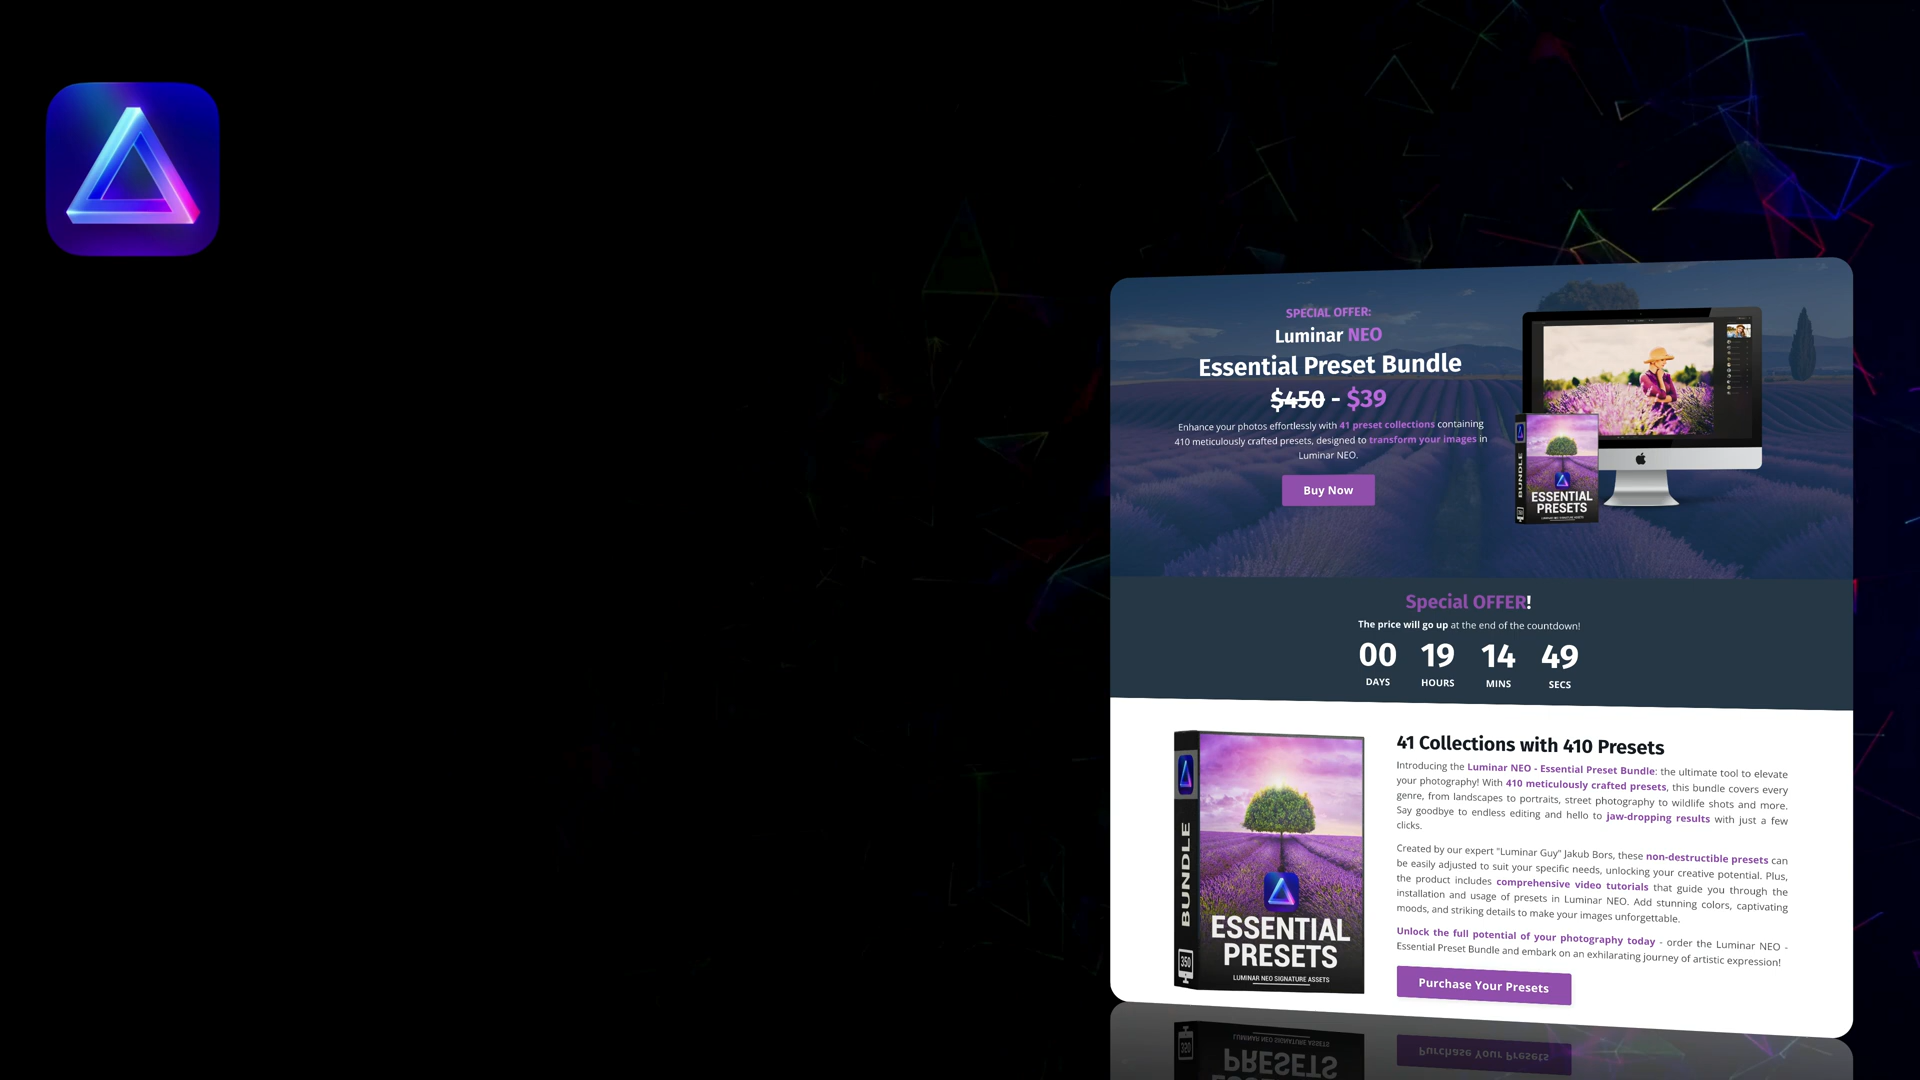 SPECIAL OFFER:
Luminar NEO
Essential Preset Bundle
$450 - $39
Enhance your photos effortlessly with 41 preset collections containing
410 meticulously crafted presets, designed to transform your images in
Luminar NEO.
Buy Now
BUNDLE
ESSENTIAL
PRESETS
LUMINAR NEO SIGNATURE ASSETS
Special OFFER!
The price will go up at the end of the countdown!
00 19 14 49
DAYS HOURS MINS SECS
BUNDLE
350
ESSENTIAL
PRESETS
LUMINAR NEO SIGNATURE ASSETS
41 Collections with 410 Presets
Introducing the Luminar NEO - Essential Preset Bundle: the ultimate tool to elevate
your photography! With 410 meticulously crafted presets, this bundle covers every
genre, from landscapes to portraits, street photography to wildlife shots and more.
Say goodbye to endless editing and hello to jaw-dropping results with just a few
clicks.
Created by our expert "Luminar Guy" Jakub Bors, these non-destructible presets can
be easily adjusted to suit your specific needs, unlocking your creative potential. Plus,
the product includes comprehensive video tutorials that guide you through the
installation and usage of presets in Luminar NEO. Add stunning colors, captivating
moods, and striking details to make your images unforgettable.
Unlock the full potential of your photography today - order the Luminar NEO -
Essential Preset Bundle and embark on an exhilarating journey of artistic expression!
Purchase Your Presets